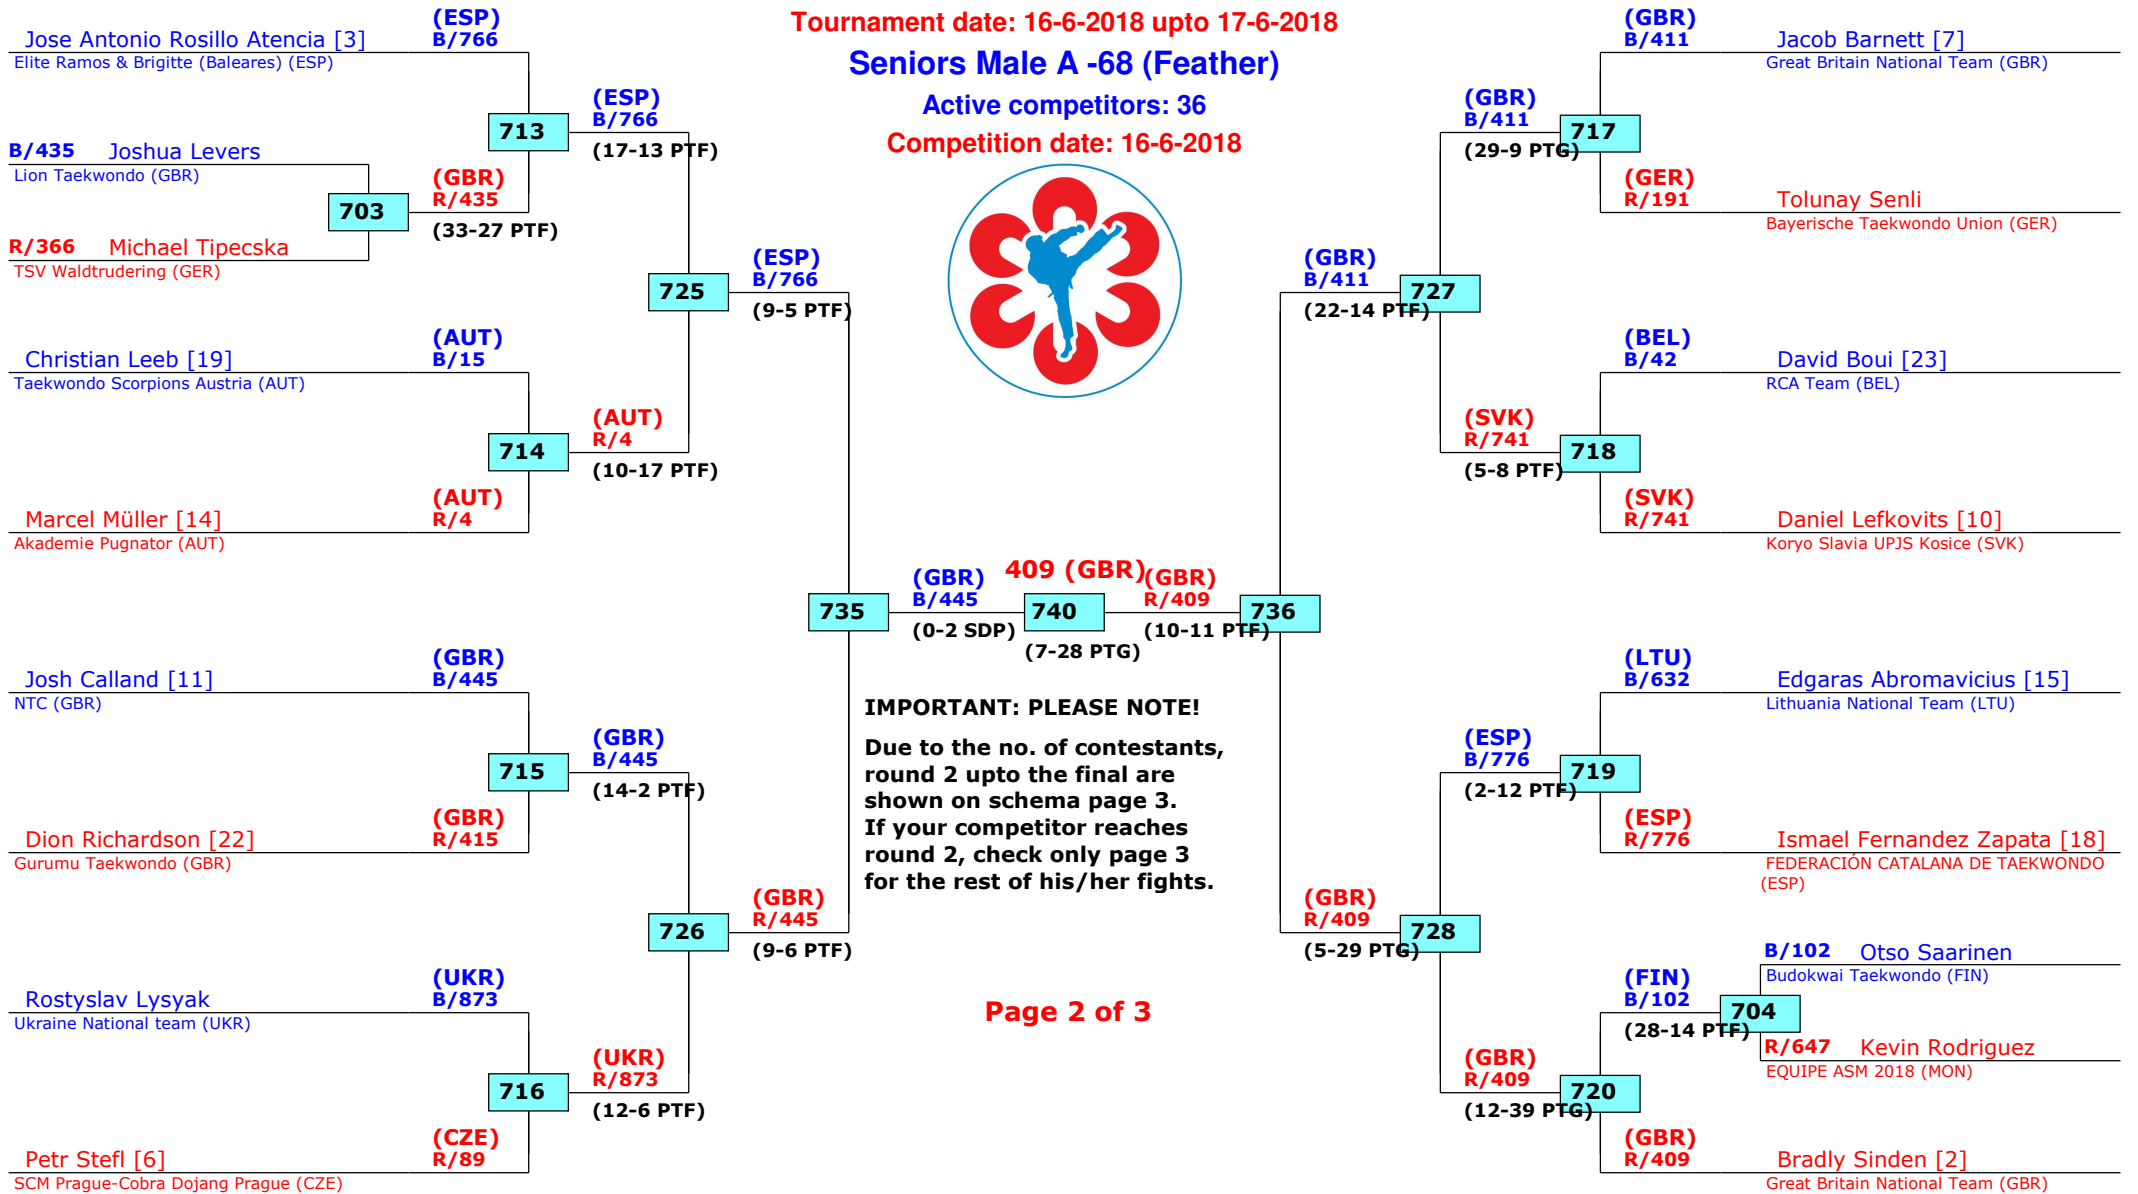 Tournament date: 16-6-2018 upto 17-6-2018
Seniors Male A -68 (Feather)
Active competitors: 36
Competition date: 16-6-2018
(ESP)
Jose Antonio Rosillo Atencia [3] B/766
Elite Ramos & Brigitte (Baleares) (ESP)
(ESP)
713 B/766
(17-13 PTF)
B/435 Joshua Levers
Lion Taekwondo (GBR)
(GBR)
703 R/435
(33-27 PTF)
R/366 Michael Tipecska
TSV Waldtrudering (GER)
(ESP)
725 B/766
(9-5 PTF)
(AUT)
Christian Leeb [19] B/15
Taekwondo Scorpions Austria (AUT)
(AUT)
714 R/4
(10-17 PTF)
(AUT)
Marcel Müller [14] R/4
Akademie Pugnator (AUT)
735
(GBR)
B/445
(0-2 SDP)
409 (GBR)
740
(7-28 PTG)
(GBR)
R/409
(10-11 PTF)
736
(GBR)
Josh Calland [11] B/445
NTC (GBR)
(GBR)
715 B/445
(14-2 PTF)
(GBR)
Dion Richardson [22] R/415
Gurumu Taekwondo (GBR)
(GBR)
726 R/445
(9-6 PTF)
(UKR)
Rostyslav Lysyak B/873
Ukraine National team (UKR)
(UKR)
716 R/873
(12-6 PTF)
(CZE)
Petr Stefl [6] R/89
SCM Prague-Cobra Dojang Prague (CZE)
IMPORTANT: PLEASE NOTE!
Due to the no. of contestants,
round 2 upto the final are
shown on schema page 3.
If your competitor reaches
round 2, check only page 3
for the rest of his/her fights.
Page 2 of 3
(GBR)
B/411 Jacob Barnett [7]
Great Britain National Team (GBR)
(GBR)
B/411 717
(29-9 PTG)
(GER)
R/191 Tolunay Senli
Bayerische Taekwondo Union (GER)
(GBR)
B/411 727
(22-14 PTF)
(BEL)
B/42 David Boui [23]
RCA Team (BEL)
(SVK)
R/741 718
(5-8 PTF)
(SVK)
R/741 Daniel Lefkovits [10]
Koryo Slavia UPJS Kosice (SVK)
(LTU)
B/632 Edgaras Abromavicius [15]
Lithuania National Team (LTU)
(ESP)
B/776 719
(2-12 PTF)
(ESP)
R/776 Ismael Fernandez Zapata [18]
FEDERACIÓN CATALANA DE TAEKWONDO
(ESP)
(GBR)
R/409 728
(5-29 PTG)
B/102 Otso Saarinen
Budokwai Taekwondo (FIN)
(FIN)
B/102 704
(28-14 PTF)
R/647 Kevin Rodriguez
EQUIPE ASM 2018 (MON)
(GBR)
R/409 720
(12-39 PTG)
(GBR)
R/409 Bradly Sinden [2]
Great Britain National Team (GBR)